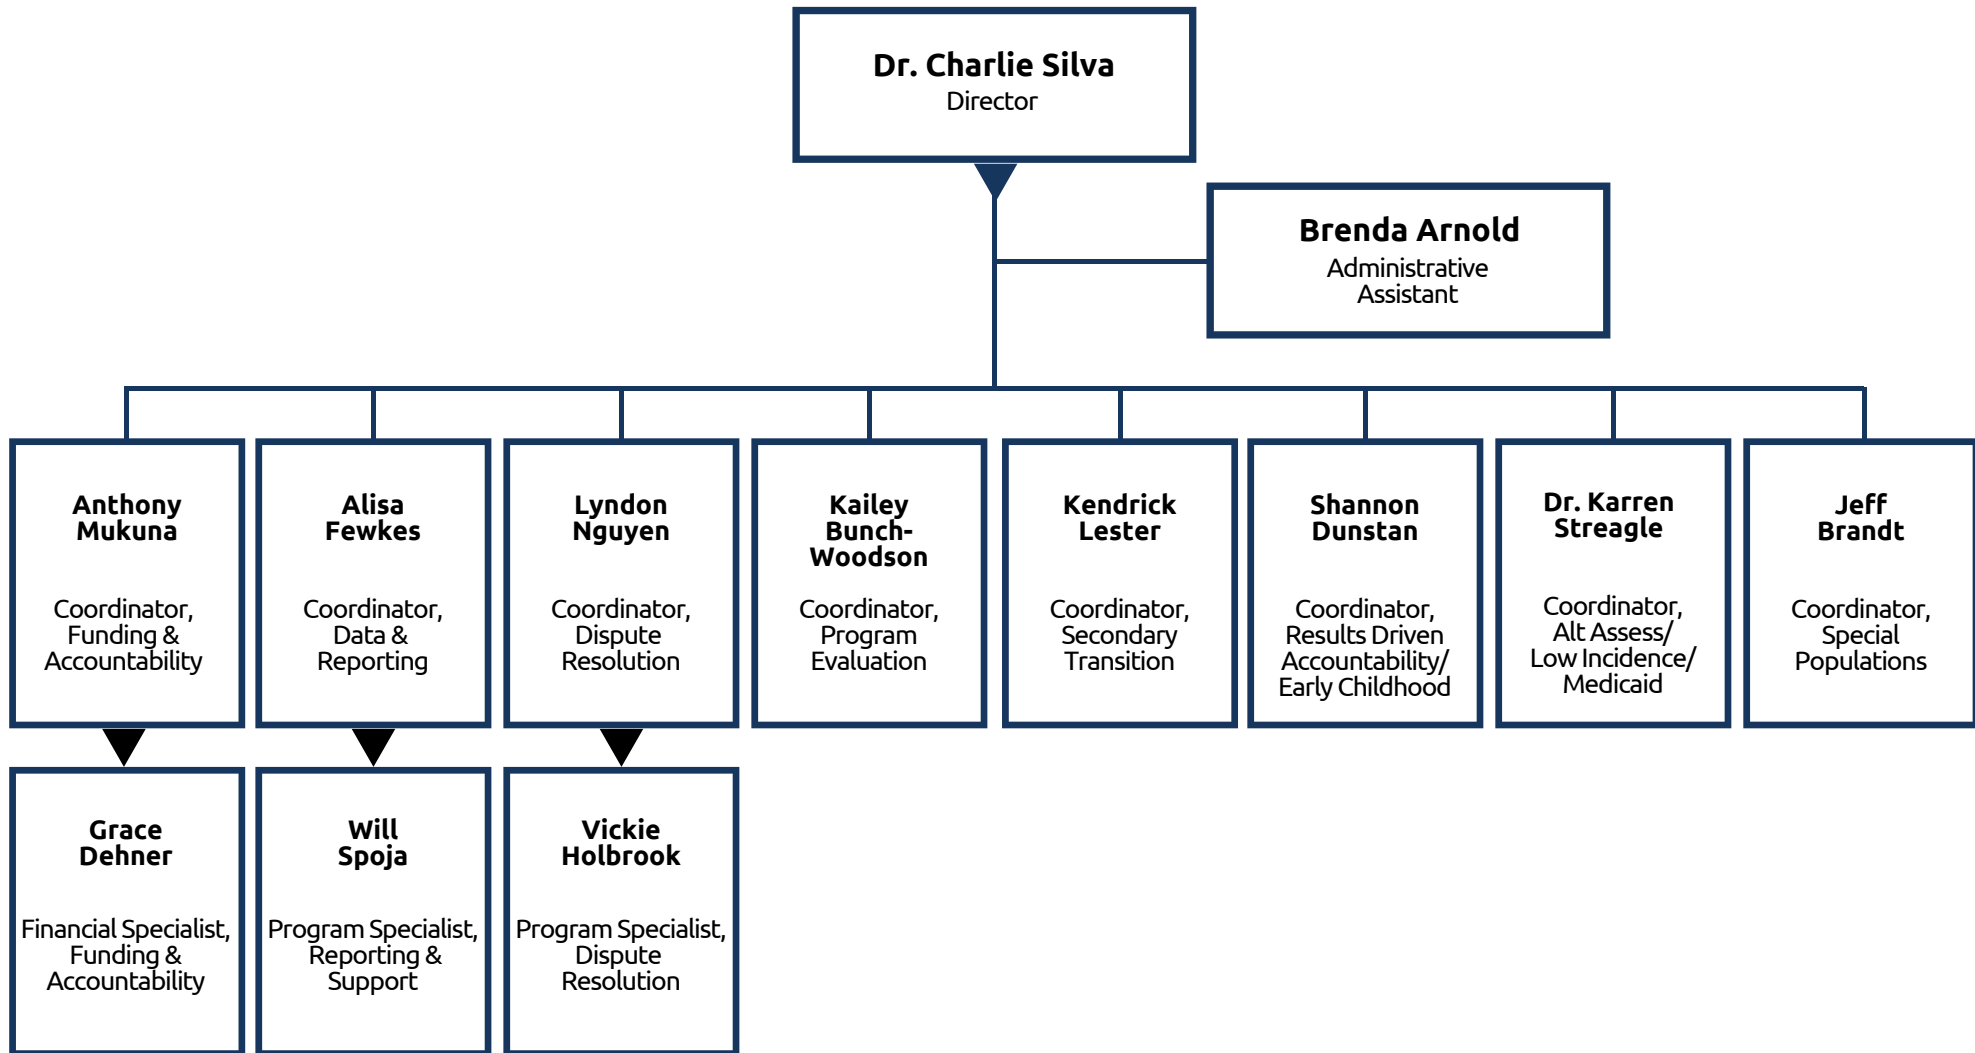 Dr. Charlie Silva
Director
Brenda Arnold
Administrative
Assistant
Anthony
Mukuna
Coordinator,
Funding &
Accountability
Alisa
Fewkes
Coordinator,
Data &
Reporting
Lyndon
Nguyen
Coordinator,
Dispute
Resolution
Kailey
Bunch-
Woodson
Coordinator,
Program
Evaluation
Kendrick
Lester
Coordinator,
Secondary
Transition
Shannon
Dunstan
Coordinator,
Results Driven
Accountability/
Early Childhood
Dr. Karren
Streagle
Coordinator,
Alt Assess/
Low Incidence/
Medicaid
Jeff
Brandt
Coordinator,
Special
Populations
Grace
Dehner
Financial Specialist,
Funding &
Accountability
Will
Spoja
Program Specialist,
Reporting &
Support
Vickie
Holbrook
Program Specialist,
Dispute
Resolution